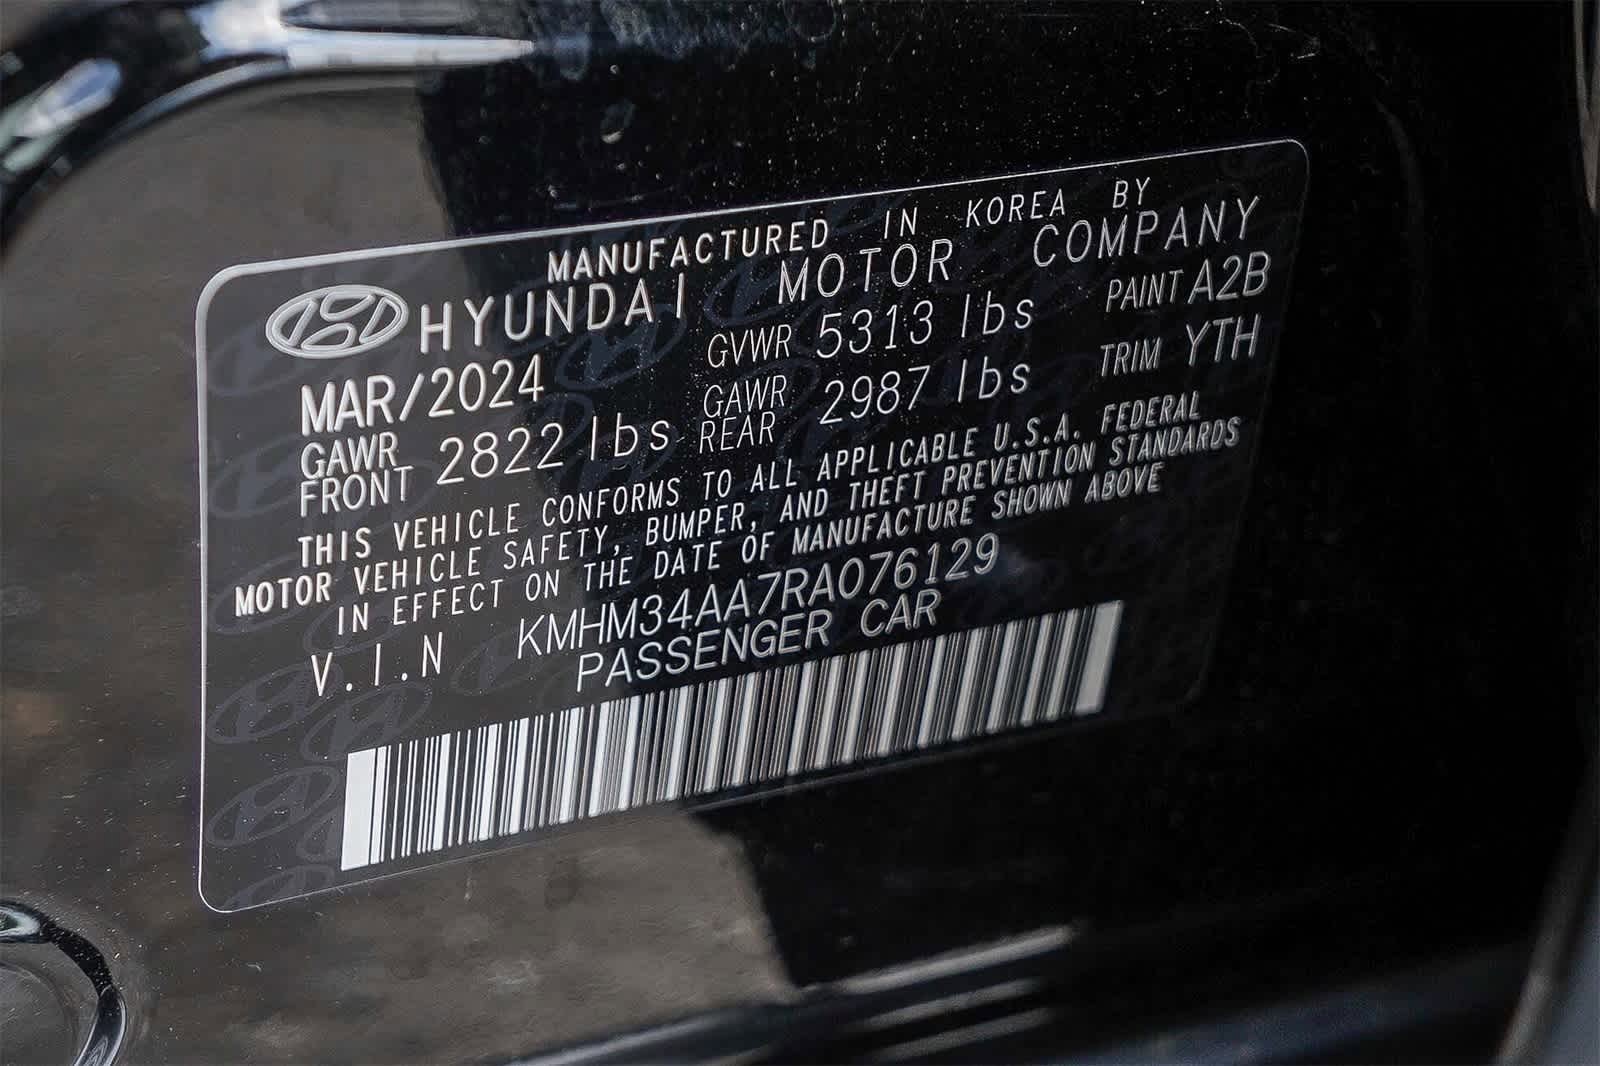 MANUFACTURED IN KOREA BY
HYUNDAI MOTOR COMPANY
MAR/2024 GVWR 5313 lbs PAINT A2B
GAWR FRONT 2822 lbs GAWR REAR 2987 lbs TRIM YTH
THIS VEHICLE CONFORMS TO ALL APPLICABLE U.S.A. FEDERAL
MOTOR VEHICLE SAFETY, BUMPER, AND THEFT PREVENTION STANDARDS
IN EFFECT ON THE DATE OF MANUFACTURE SHOWN ABOVE
V.I.N KMHM34AA7RA076129
PASSENGER CAR